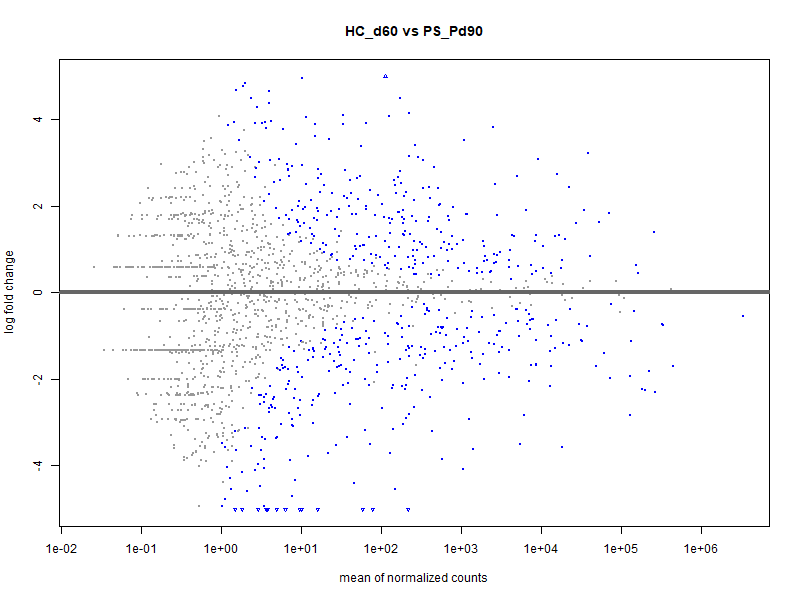 HC_d60 vs PS_Pd90
log fold change
4
2
0
-2
-4
1e-02 1e-01 1e+00 1e+01 1e+02 1e+03 1e+04 1e+05 1e+06
mean of normalized counts